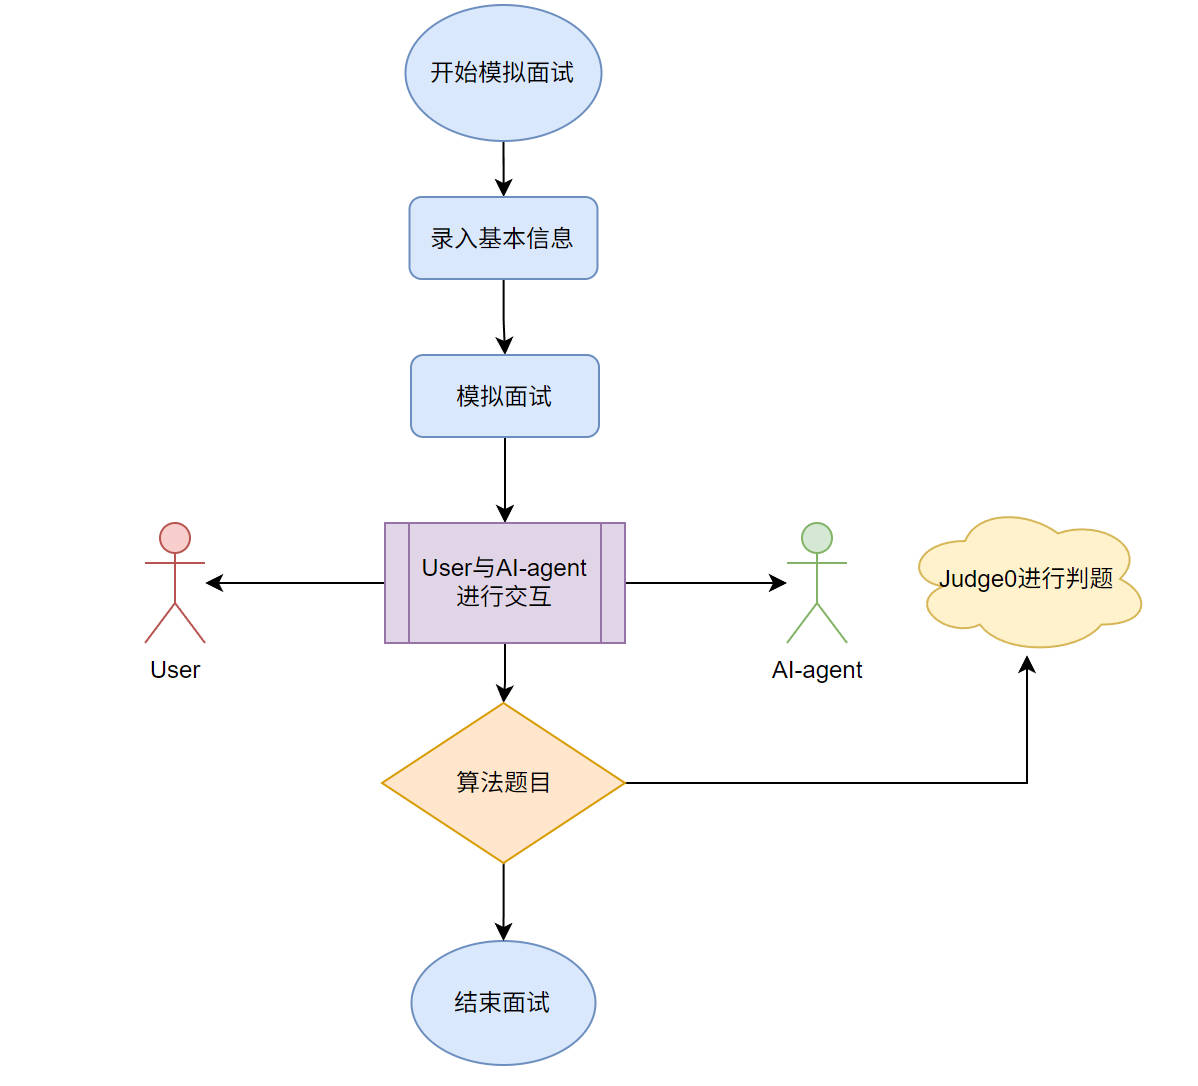 开始模拟面试
录入基本信息
模拟面试
User与AI-agent
进行交互
User
AI-agent
Judge0进行判题
算法题目
结束面试